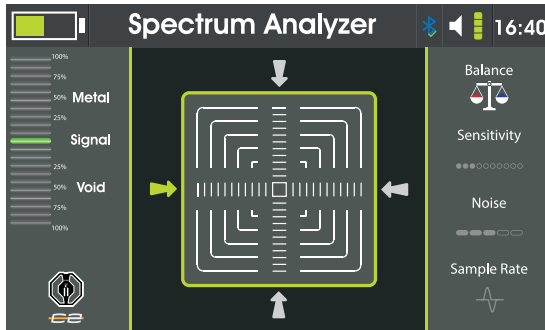 Spectrum Analyzer
16:40
100%
75%
50% Metal
25%
Signal
25%
50% Void
75%
100%
Balance
Sensitivity
Noise
Sample Rate